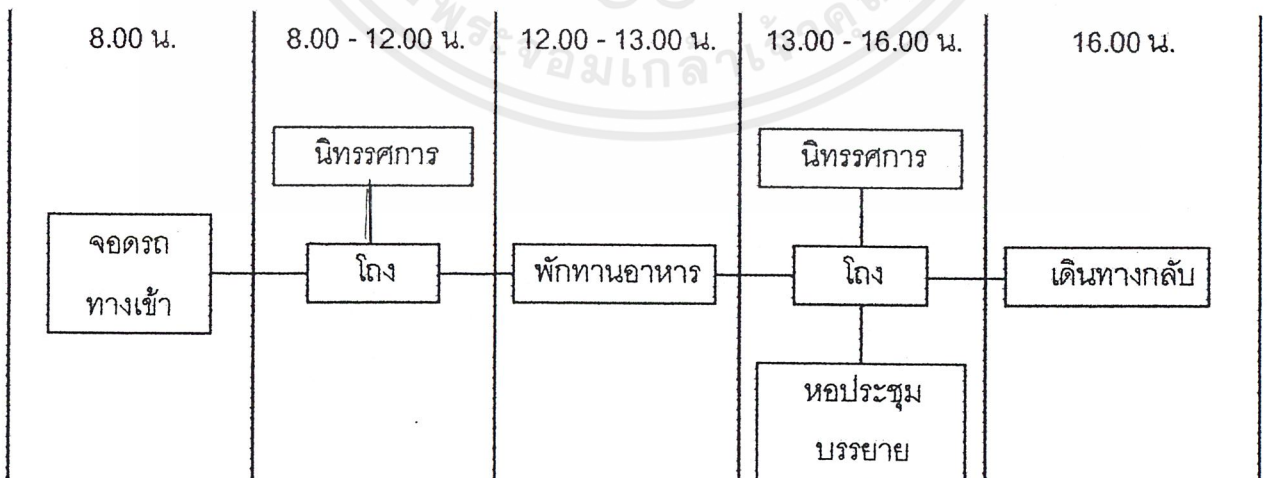 8.00 น. 8.00 - 12.00 น. 12.00 - 13.00 น. 13.00 - 16.00 น. 16.00 น.
นิทรรศการ นิทรรศการ
จอดรถ
ทางเข้า
โถง พักทานอาหาร โถง เดินทางกลับ
หอประชุม
บรรยาย